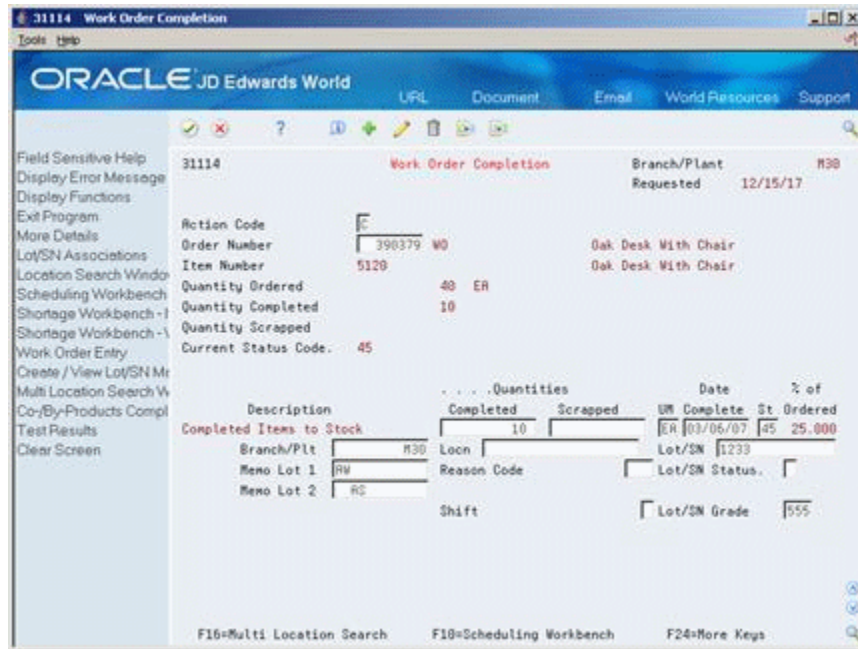 31114 Work Order Completion
Tools Help
ORACLE JD Edwards World
URL Document Email World Resources Support
Field Sensitive Help
Display Error Message
Display Functions
Exit Program
More Details
Lot/SN Associations
Location Search Windo
Scheduling Workbench
Shortage Workbench - I
Shortage Workbench - V
Work Order Entry
Create / View Lot/SN Mr
Multi Location Search W
Co-/By-Products Compl
Test Results
Clear Screen
31114 Work Order Completion Branch/Plant M30
Requested 12/15/17
Action Code C
Order Number 390379 WO Oak Desk With Chair
Item Number 5120 Oak Desk With Chair
Quantity Ordered 40 EA
Quantity Completed 10
Quantity Scrapped
Current Status Code. 45
. . . .Quantities Date % of
Description Completed Scrapped UM Complete St Ordered
Completed Items to Stock 10 EA 03/06/07 45 25.000
Branch/Plt M30 Locn Lot/SN 1233
Memo Lot 1 AW Reason Code Lot/SN Status.
Memo Lot 2 AS
Shift Lot/SN Grade 555
F16=Multi Location Search F10=Scheduling Workbench F24=More Keys